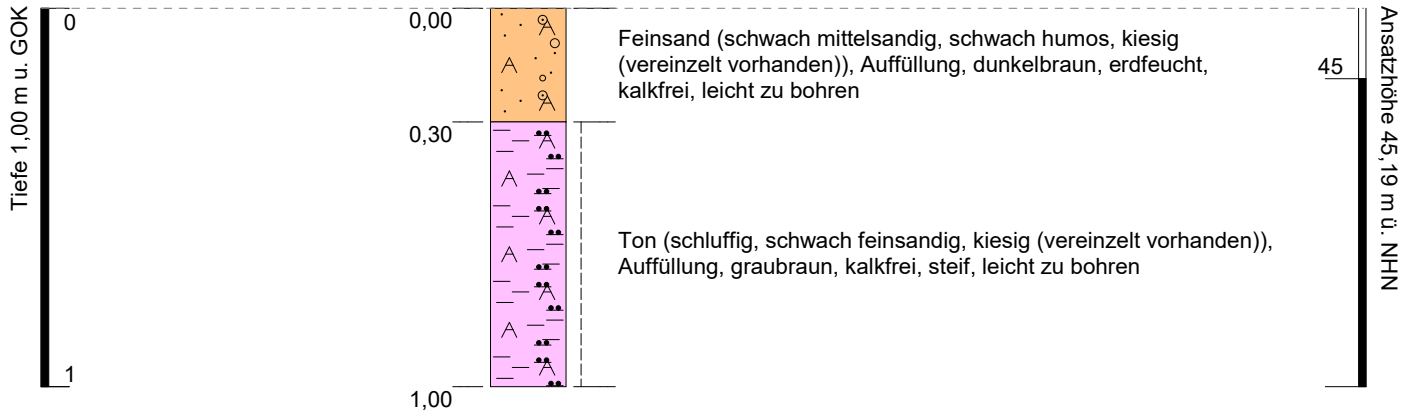 Tiefe 1,00 m u. GOK
0
1
0,00
0,30
1,00
Feinsand (schwach mittelsandig, schwach humos, kiesig
(vereinzelt vorhanden)), Auffüllung, dunkelbraun, erdfeucht,
kalkfrei, leicht zu bohren
Ton (schluffig, schwach feinsandig, kiesig (vereinzelt vorhanden)),
Auffüllung, graubraun, kalkfrei, steif, leicht zu bohren
45
Ansatzhöhe 45,19 m ü. NHN